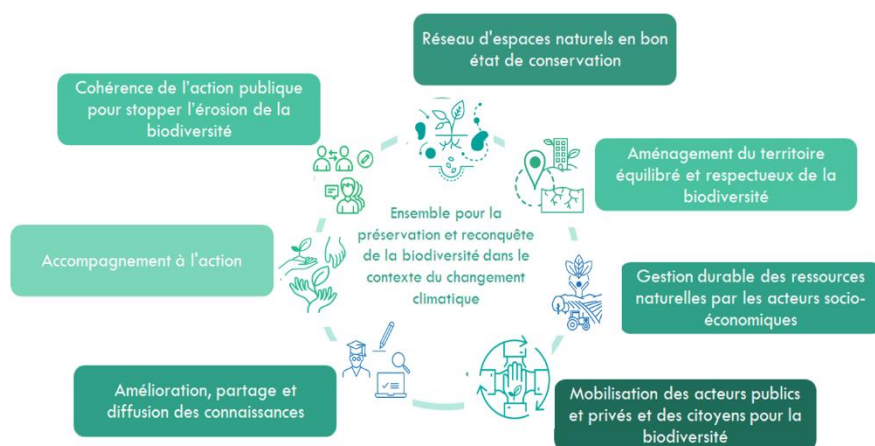 Réseau d'espaces naturels en bon
état de conservation
Cohérence de l'action publique
pour stopper l'érosion de la
biodiversité
Aménagement du territoire
équilibré et respectueux de la
biodiversité
Ensemble pour la
préservation et reconquête
de la biodiversité dans le
contexte du changement
climatique
Accompagnement à l'action
Gestion durable des ressources
naturelles par les acteurs socio-
économiques
Amélioration, partage et
diffusion des connaissances
Mobilisation des acteurs publics
et privés et des citoyens pour la
biodiversité